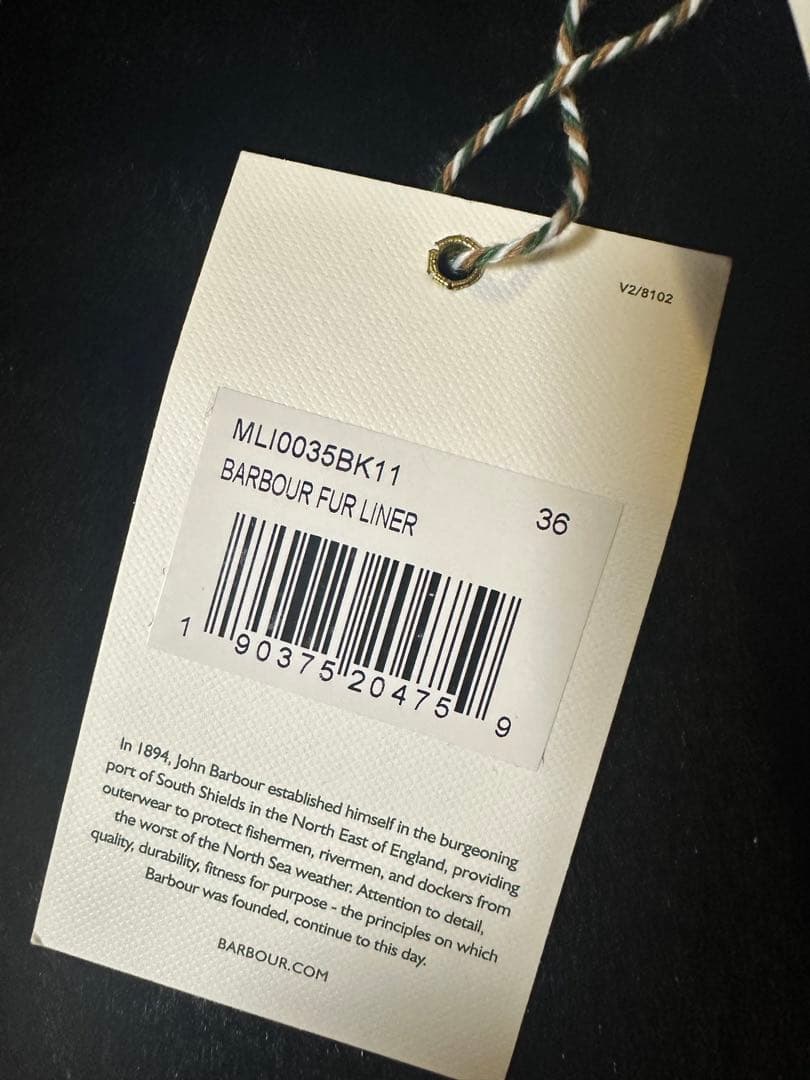 V2/8102
MLI0035BK11
BARBOUR FUR LINER
36
1 90375 20475 9
In 1894, John Barbour established himself in the burgeoning
port of South Shields in the North East of England, providing
outerwear to protect fishermen, rivermen, and dockers from
the worst of the North Sea weather. Attention to detail,
quality, durability, fitness for purpose - the principles on which
Barbour was founded, continue to this day.
BARBOUR.COM